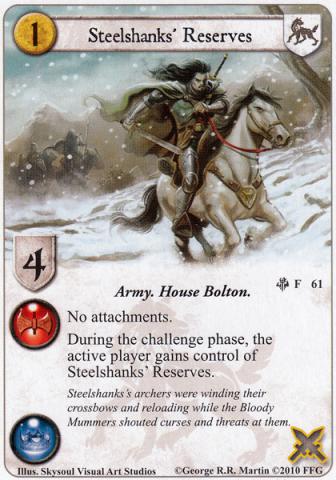 1
Steelshanks' Reserves
4
Army. House Bolton.
F 61
No attachments.
During the challenge phase, the
active player gains control of
Steelshanks' Reserves.
Steelshanks's archers were winding their
crossbows and reloading while the Bloody
Mummers shouted curses and threats at them.
Illus. Skysoul Visual Art Studios
©George R.R. Martin ©2010 FFG